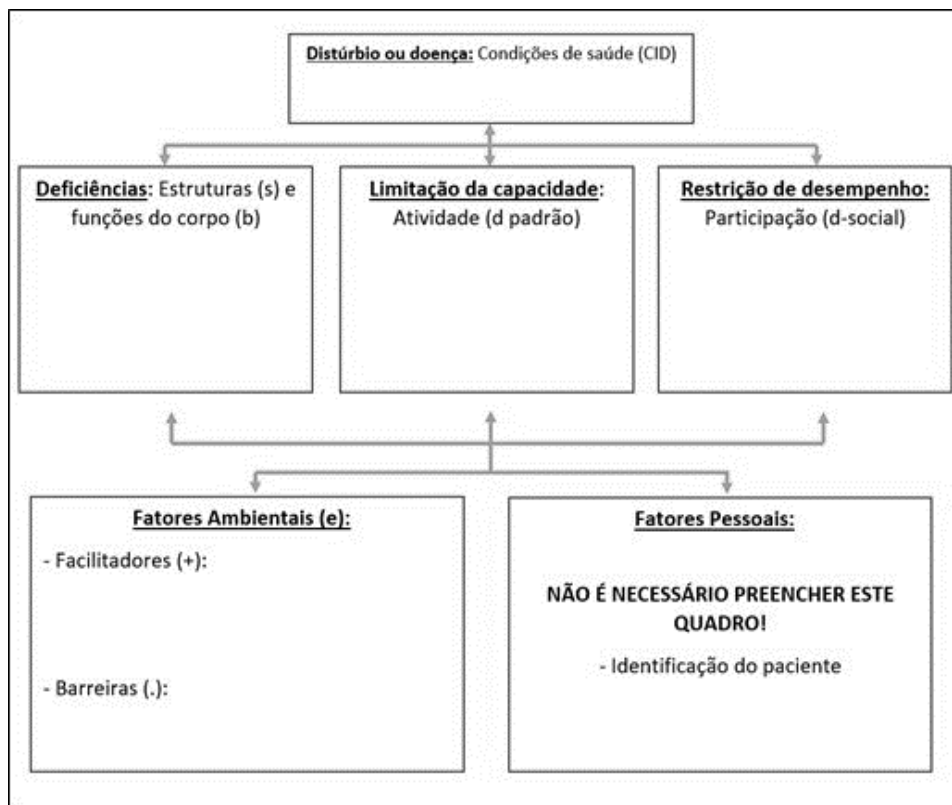 Distúrbio ou doença: Condições de saúde (CID)
Deficiências: Estruturas (s) e
funções do corpo (b)
Limitação da capacidade:
Atividade (d padrão)
Restrição de desempenho:
Participação (d-social)
Fatores Ambientais (e):
- Facilitadores (+):
- Barreiras (.):
Fatores Pessoais:
NÃO É NECESSÁRIO PREENCHER ESTE
QUADRO!
- Identificação do paciente